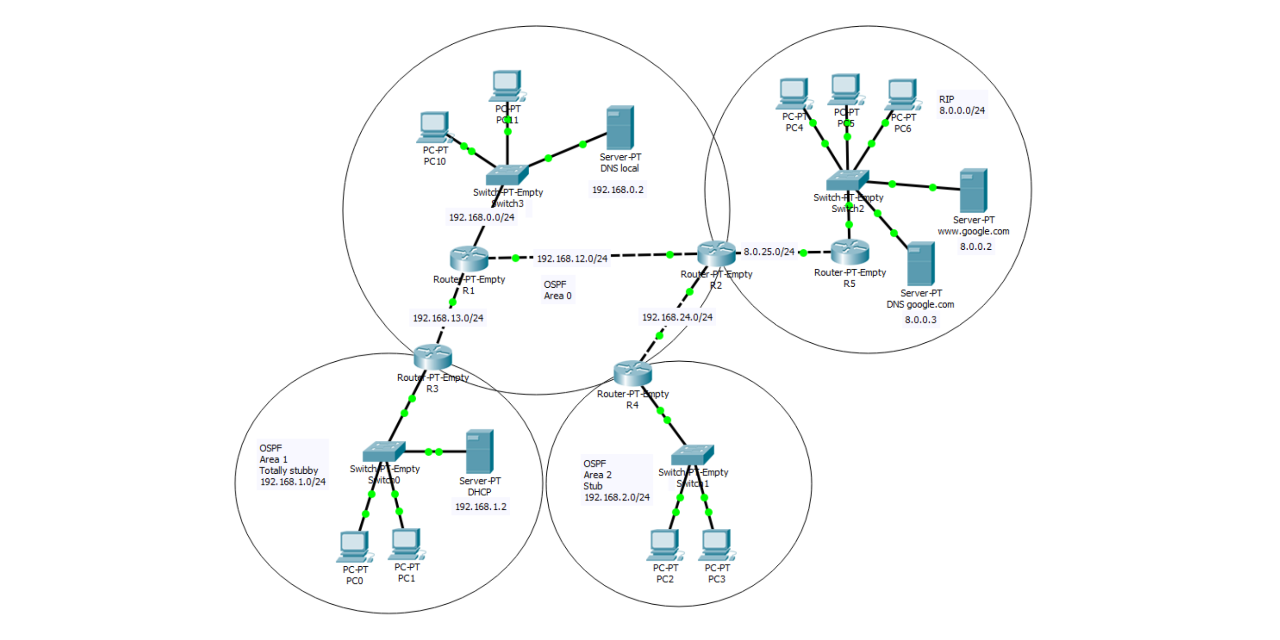 PC-PT
PC11
PC-PT
PC10
Server-PT
DNS local
192.168.0.2
Switch-PT-Empty
Switch3
192.168.0.0/24
Router-PT-Empty
R1
192.168.12.0/24
OSPF
Area 0
192.168.13.0/24
Router-PT-Empty
R2
8.0.25.0/24
192.168.24.0/24
PC-PT
PC4
PC-PT
PC5
PC-PT
PC6
RIP
8.0.0.0/24
Switch-PT-Empty
Switch2
Server-PT
www.google.com
8.0.0.2
Router-PT-Empty
R5
Server-PT
DNS google.com
8.0.0.3
Router-PT-Empty
R3
OSPF
Area 1
Totally stubby
192.168.1.0/24
Switch-PT-Empty
Switch0
Server-PT
DHCP
192.168.1.2
PC-PT
PC0
PC-PT
PC1
Router-PT-Empty
R4
OSPF
Area 2
Stub
192.168.2.0/24
Switch-PT-Empty
Switch1
PC-PT
PC2
PC-PT
PC3